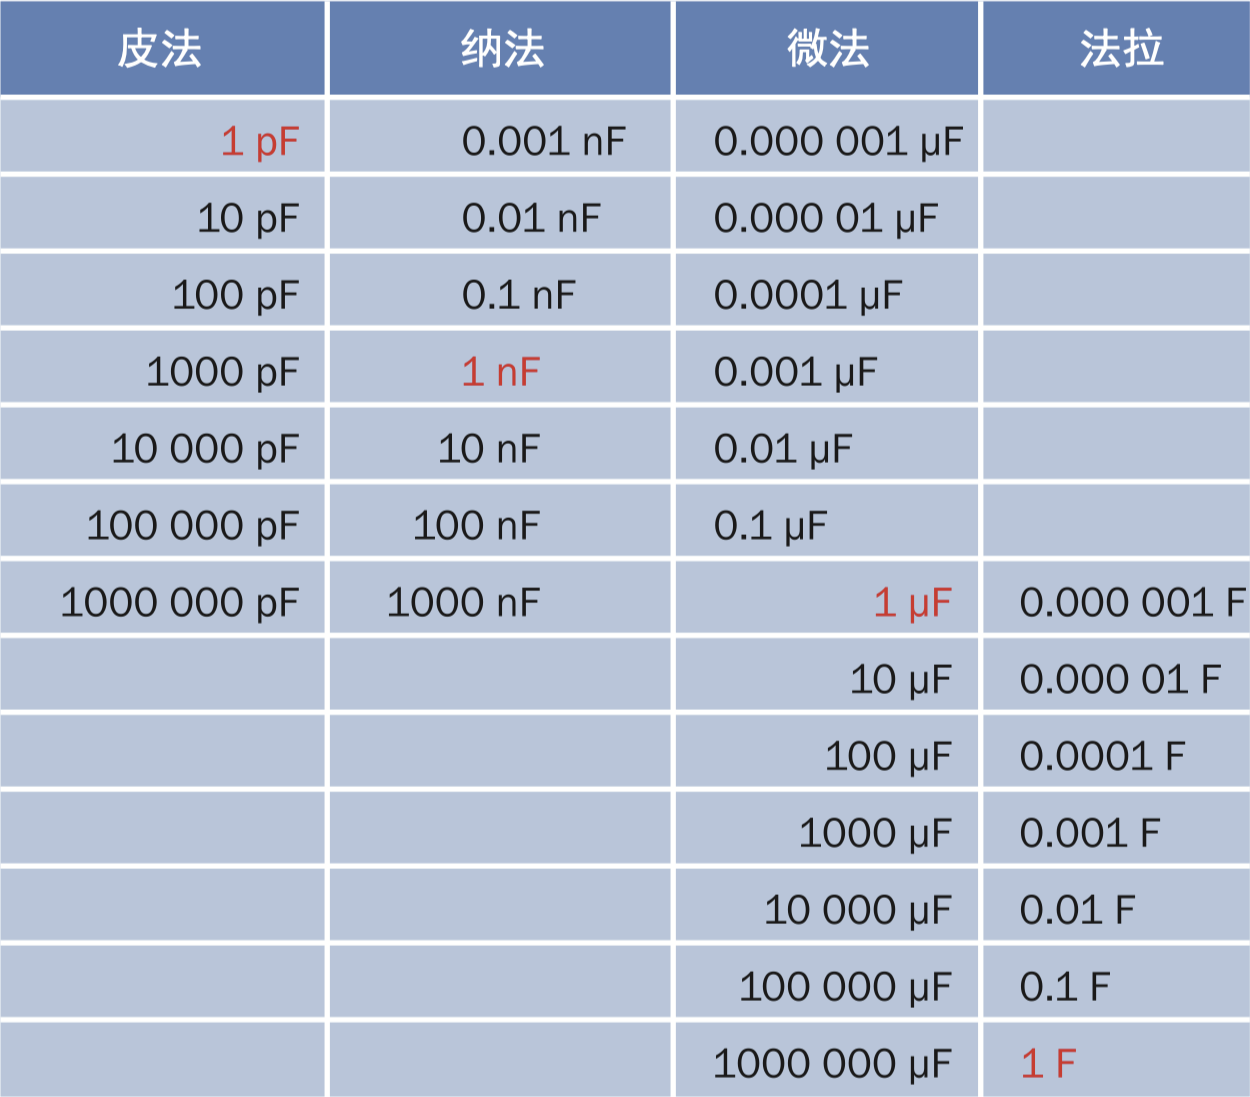 皮法 纳法 微法 法拉
1 pF 0.001 nF 0.000 001 µF
10 pF 0.01 nF 0.000 01 µF
100 pF 0.1 nF 0.0001 µF
1000 pF 1 nF 0.001 µF
10 000 pF 10 nF 0.01 µF
100 000 pF 100 nF 0.1 µF
1000 000 pF 1000 nF 1 µF 0.000 001 F
10 µF 0.000 01 F
100 µF 0.0001 F
1000 µF 0.001 F
10 000 µF 0.01 F
100 000 µF 0.1 F
1000 000 µF 1 F